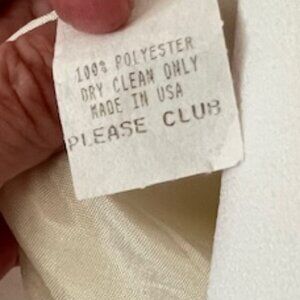 100% POLYESTER
DRY CLEAN ONLY
MADE IN USA
PLEASE CLUB